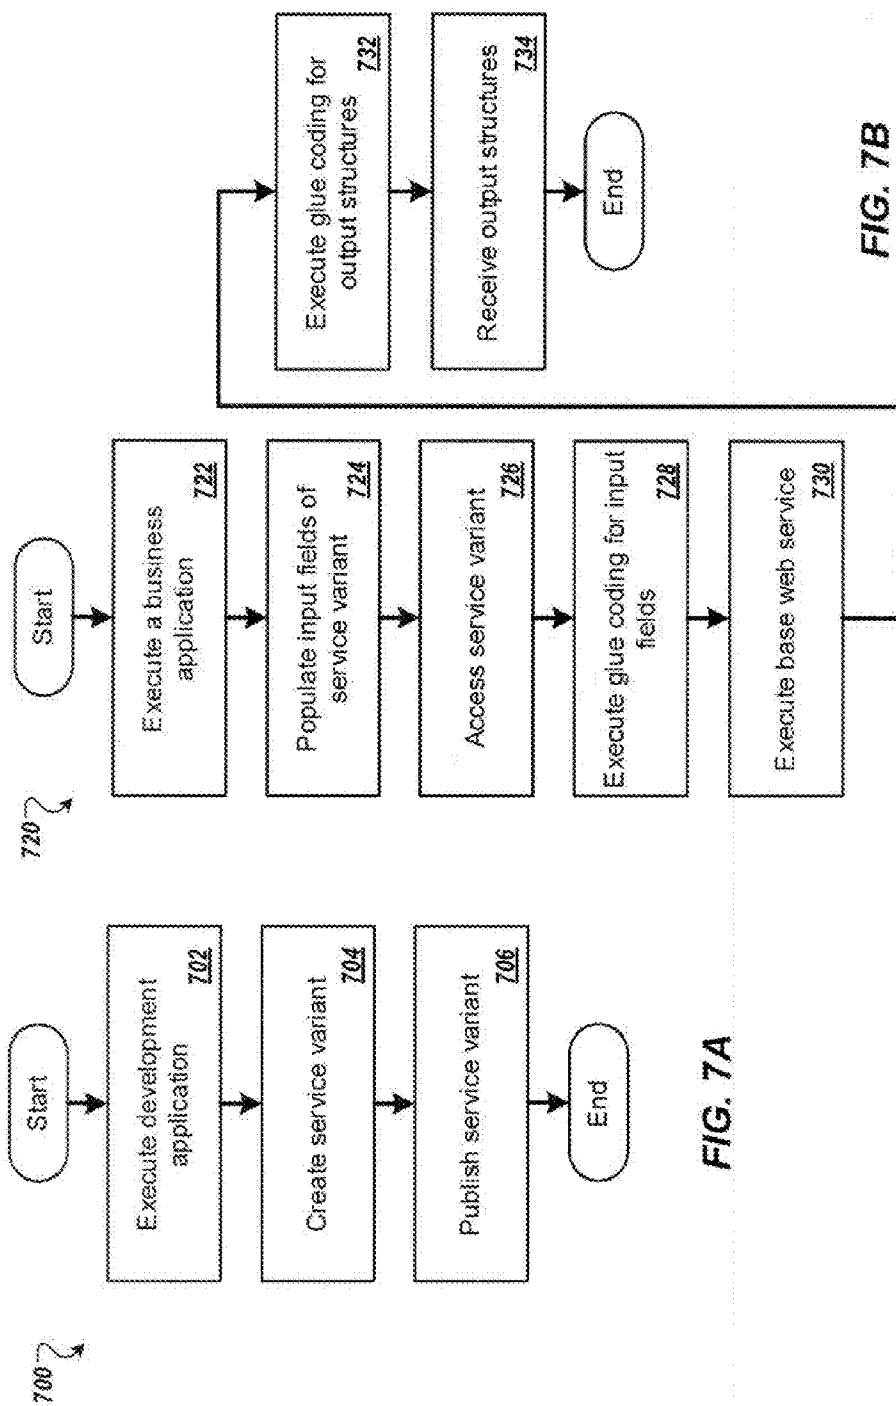 700
Start
Execute development
application
702
Create service variant
704
Publish service variant
706
End
FIG. 7A
720
Start
Execute a business
application
722
Populate input fields of
service variant
724
Access service variant
726
Execute glue coding for input
fields
728
Execute base web service
730
Execute glue coding for
output structures
732
Receive output structures
734
End
FIG. 7B